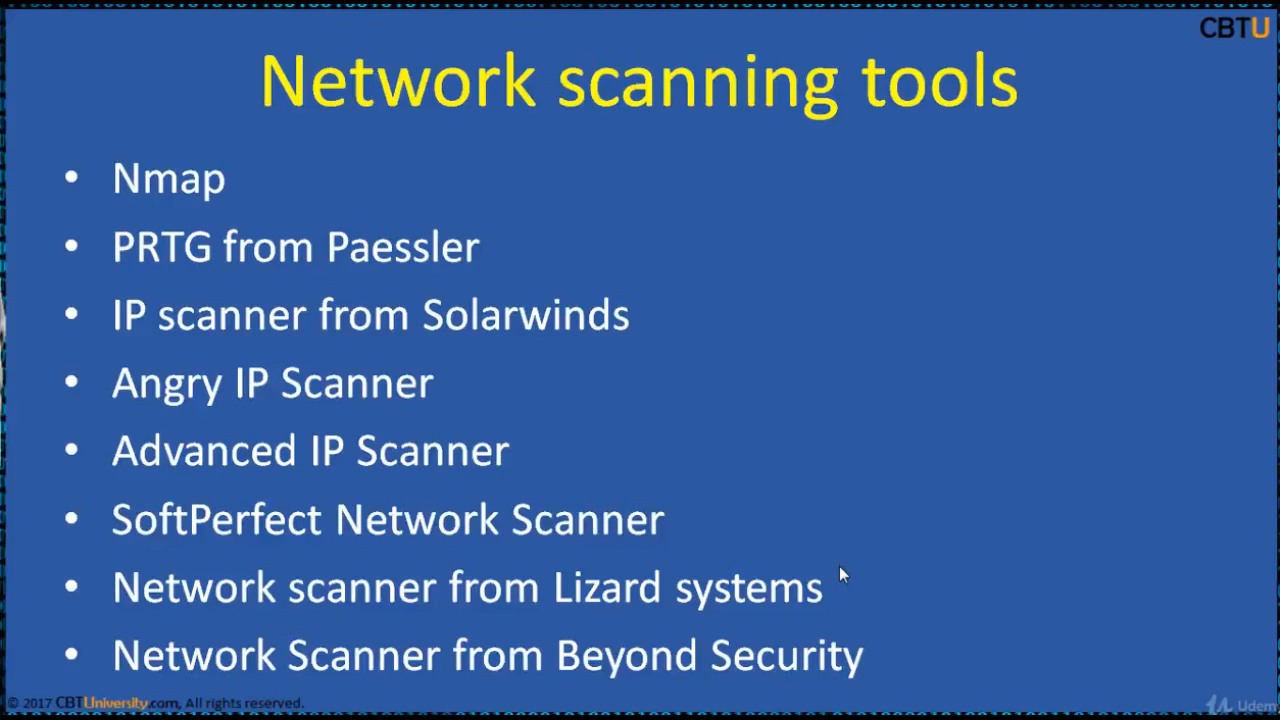 CBTU
Network scanning tools
• Nmap
• PRTG from Paessler
• IP scanner from Solarwinds
• Angry IP Scanner
• Advanced IP Scanner
• SoftPerfect Network Scanner
• Network scanner from Lizard systems
• Network Scanner from Beyond Security
© 2017 CBTUniversity.com, All rights reserved.
Udem